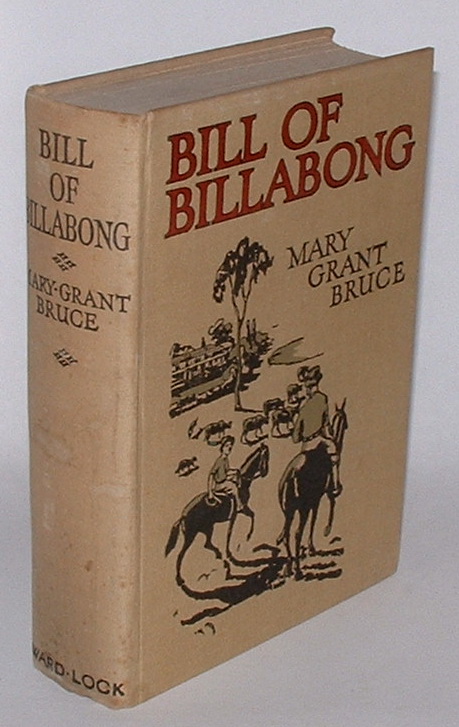 BILL
OF
BILLABONG
MARY·GRANT
BRUCE
WARD·LOCK
BILL OF
BILLABONG
MARY
GRANT
BRUCE